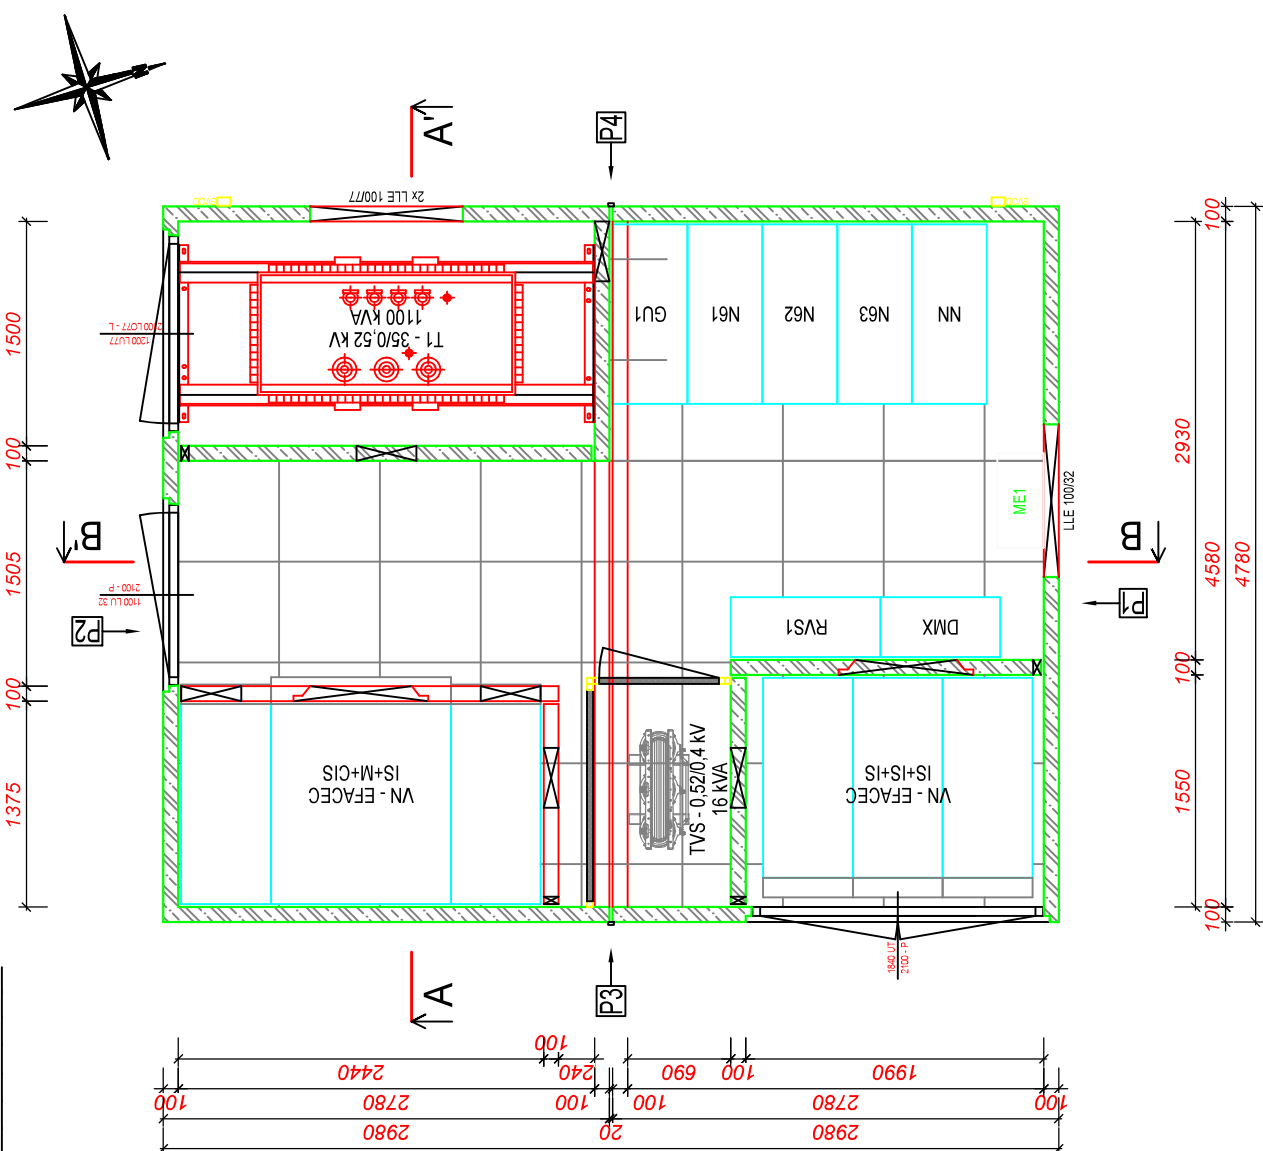 N
A'
P4
2x LLE 100/77
100
1500
2100 LO77 - L
1200 LU77
T1 - 35/0,52 kV
1100 kVA
GU1
N61
N62
N63
NN
100
2930
ME1
LLE 100/32
B'
B
1505
4580
4780
2100 - P
1100 LU 32
P2
P1
RVS1
DMX
100
100
1375
VN - EFACEC
IS+M+CIS
TVS - 0,52/0,4 kV
16 kVA
VN - EFACEC
IS+IS+IS
1550
100
1840 UT
2100 - P
A
P3
100
2440
240
690
100
1990
100
2780
100
100
2780
100
2980
20
2980